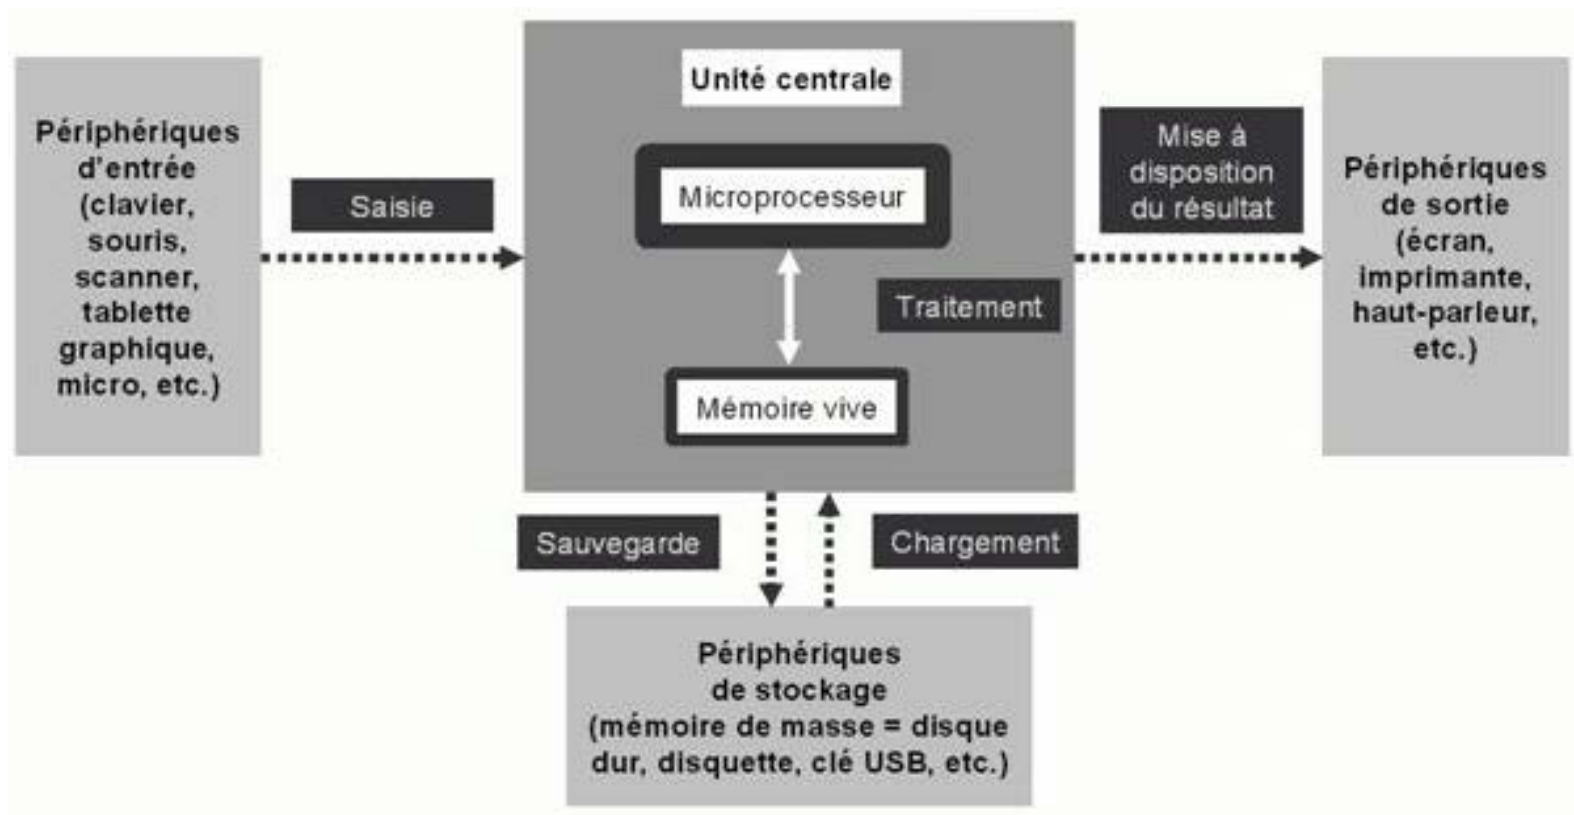 Périphériques
d'entrée
(clavier,
souris,
scanner,
tablette
graphique,
micro, etc.)
Saisie
Unité centrale
Microprocesseur
Traitement
Mémoire vive
Mise à
disposition
du résultat
Périphériques
de sortie
(écran,
imprimante,
haut-parleur,
etc.)
Sauvegarde
Chargement
Périphériques
de stockage
(mémoire de masse = disque
dur, disquette, clé USB, etc.)